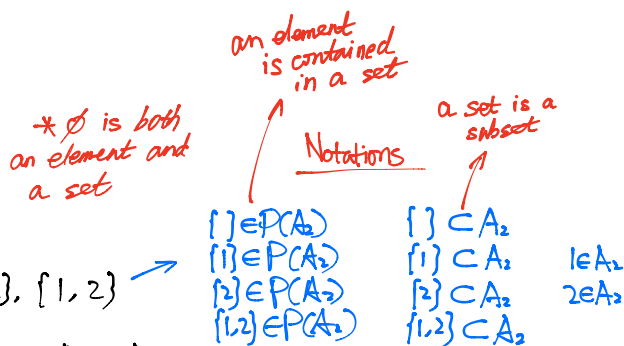 an element
is contained
in a set
* ∅ is both
an element and
a set
a set is a
subset
Notations
{ } ∈ P(A₂)
{ } ⊂ A₂
{1} ∈ P(A₂)
{1} ⊂ A₂
1 ∈ A₂
}, {1, 2}
{2} ∈ P(A₂)
{2} ⊂ A₂
2 ∈ A₂
{1,2} ∈ P(A₂)
{1,2} ⊂ A₂